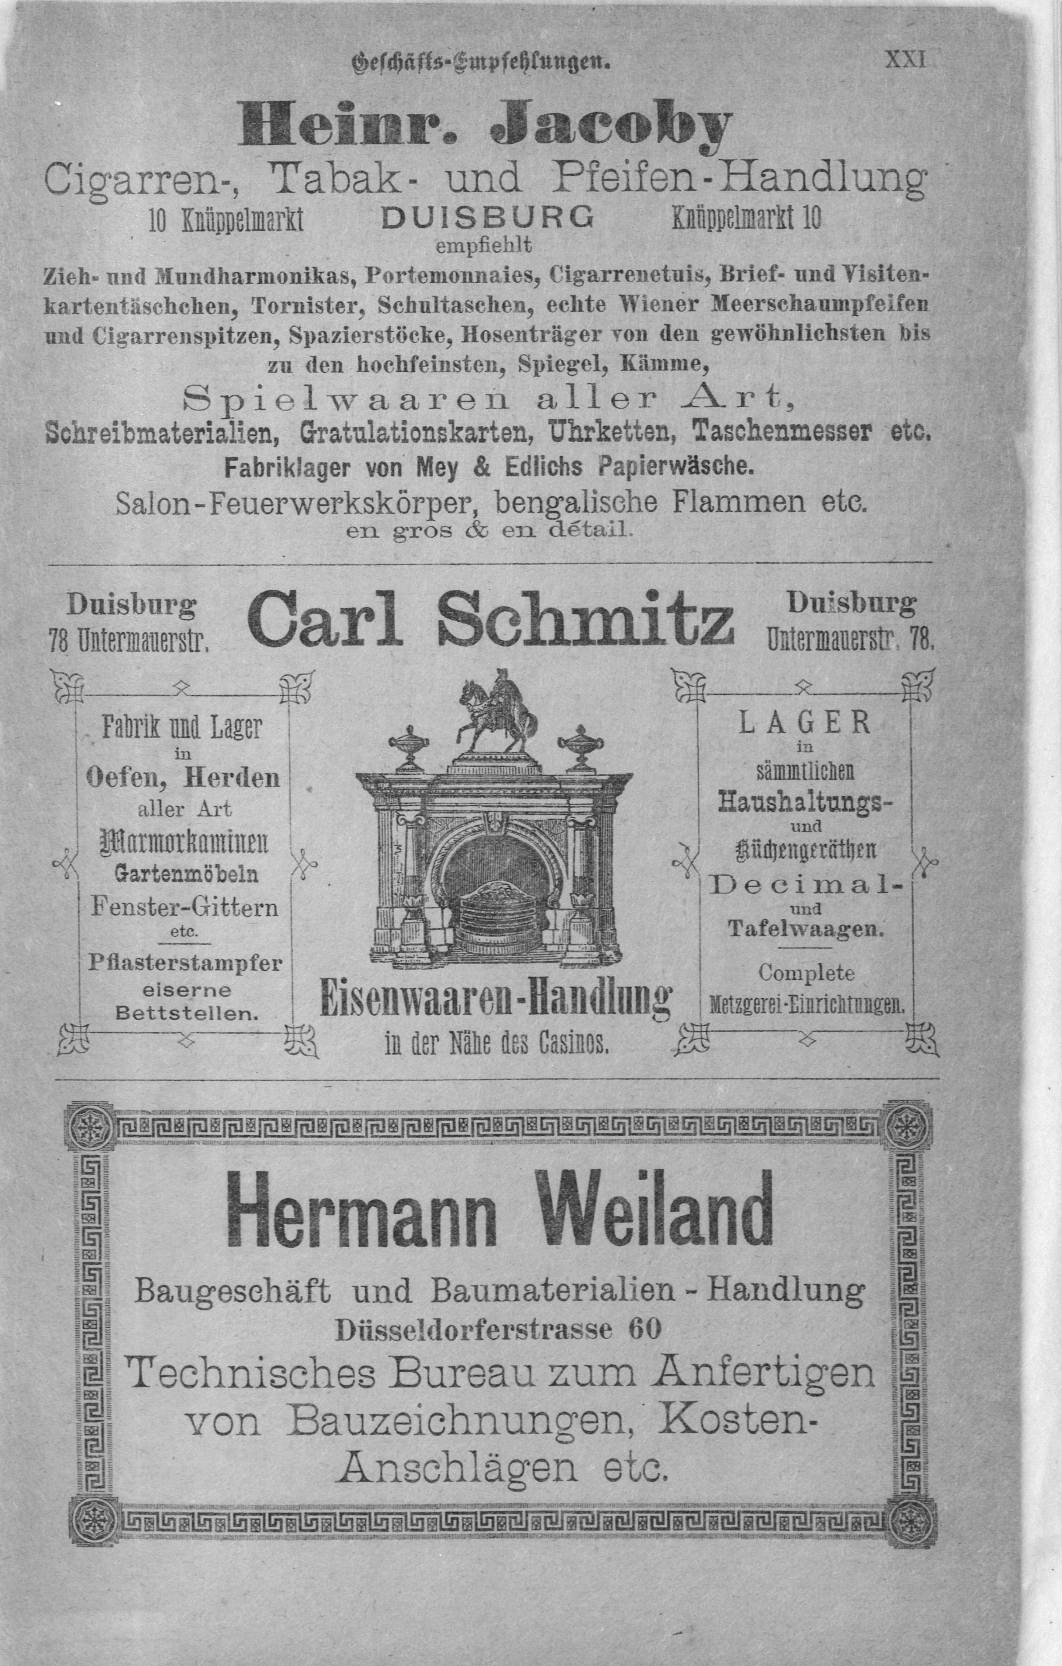 Geschäfts-Empfehlungen.
XXI
Heinr. Jacoby
Cigarren-, Tabak- und Pfeifen-Handlung
10 Knüppelmarkt DUISBURG Knüppelmarkt 10
empfiehlt
Zieh- und Mundharmonikas, Portemonnaies, Cigarrenetuis, Brief- und Visiten-
kartentäschchen, Tornister, Schultaschen, echte Wiener Meerschaumpfeifen
und Cigarrenspitzen, Spazierstöcke, Hosenträger von den gewöhnlichsten bis
zu den hochfeinsten, Spiegel, Kämme,
Spielwaaren aller Art,
Schreibmaterialien, Gratulationskarten, Uhrketten, Taschenmesser etc.
Fabriklager von Mey & Edlichs Papierwäsche.
Salon-Feuerwerkskörper, bengalische Flammen etc.
en gros & en détail.
Duisburg
78 Untermauerstr.
Carl Schmitz
Duisburg
Untermauerstr. 78.
Fabrik und Lager
in
Oefen, Herden
aller Art
Marmorkaminen
Gartenmöbeln
Fenster-Gittern
etc.
Pflasterstampfer
eiserne
Bettstellen.
Eisenwaaren-Handlung
in der Nähe des Casinos.
LAGER
in
sämmtlichen
Haushaltungs-
und
Küchengeräthen
Decimal-
und
Tafelwaagen.
Complete
Metzgerei-Einrichtungen.
Hermann Weiland
Baugeschäft und Baumaterialien - Handlung
Düsseldorferstrasse 60
Technisches Bureau zum Anfertigen
von Bauzeichnungen, Kosten-
Anschlägen etc.